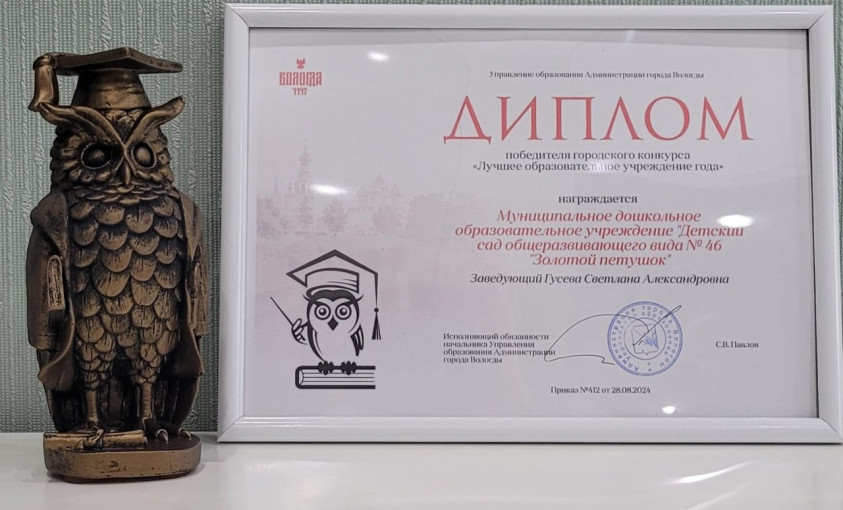 ВОЛОГДА
1147
Управление образования Администрации города Вологды
ДИПЛОМ
победителя городского конкурса
«Лучшее образовательное учреждение года»
награждается
Муниципальное дошкольное
образовательное учреждение "Детский
сад общеразвивающего вида № 46
"Золотой петушок"
Заведующий Гусева Светлана Александровна
Исполняющий обязанности
начальника Управления
образования Администрации
города Вологды
С.В. Павлов
Приказ №412 от 28.08.2024